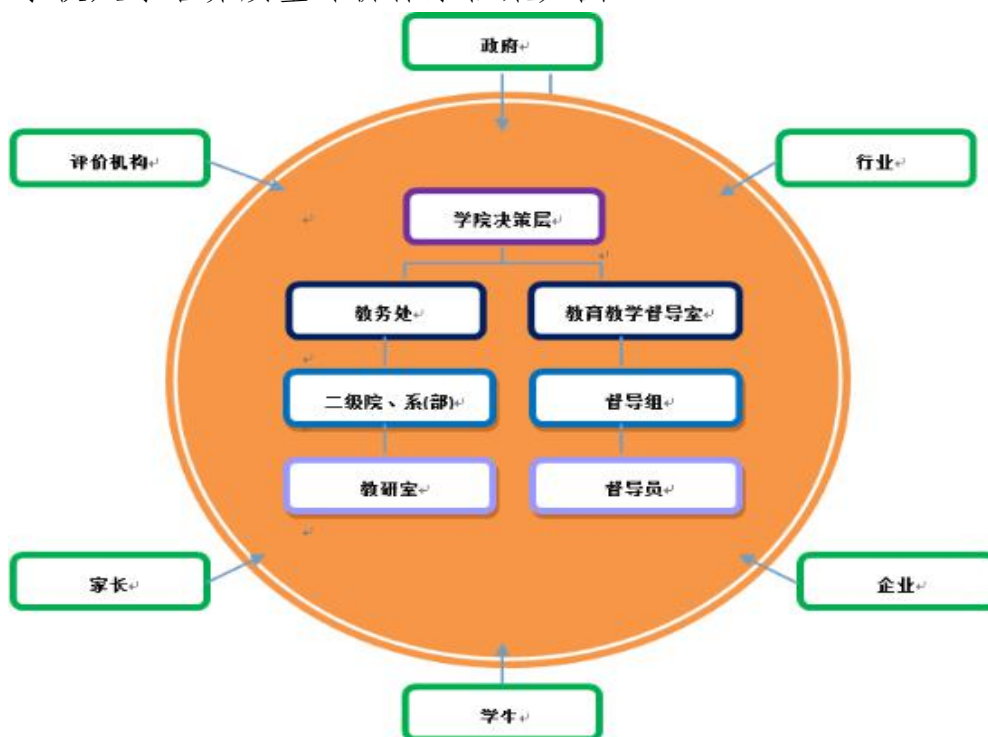 政府
评价机构
行业
学院决策层
教务处
教育教学督导室
二级院、系(部)
督导组
教研室
督导员
家长
企业
学生